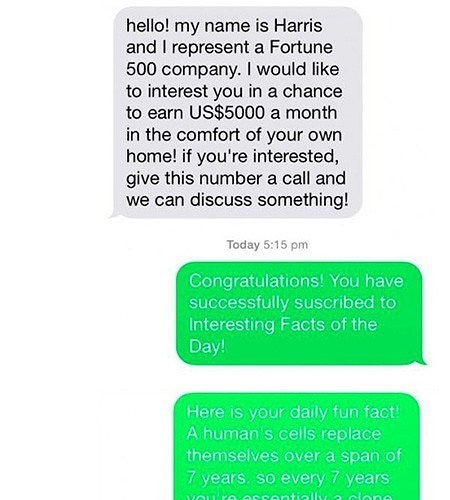 hello! my name is Harris
and I represent a Fortune
500 company. I would like
to interest you in a chance
to earn US$5000 a month
in the comfort of your own
home! if you're interested,
give this number a call and
we can discuss something!
Today 5:15 pm
Congratulations! You have
successfully suscribed to
Interesting Facts of the
Day!
Here is your daily fun fact!
A human's cells replace
themselves over a span of
7 years. so every 7 years
you're essentially a clone